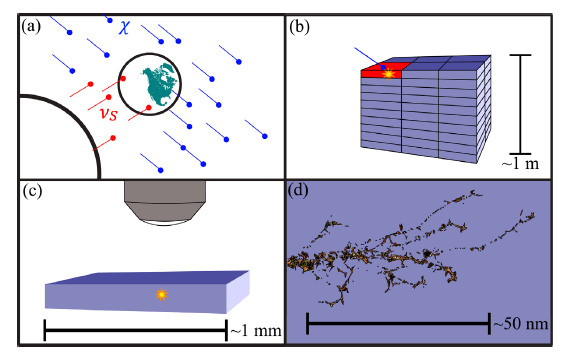 (a)
χ
ν_S
(b)
~1 m
(c)
~1 mm
(d)
~50 nm